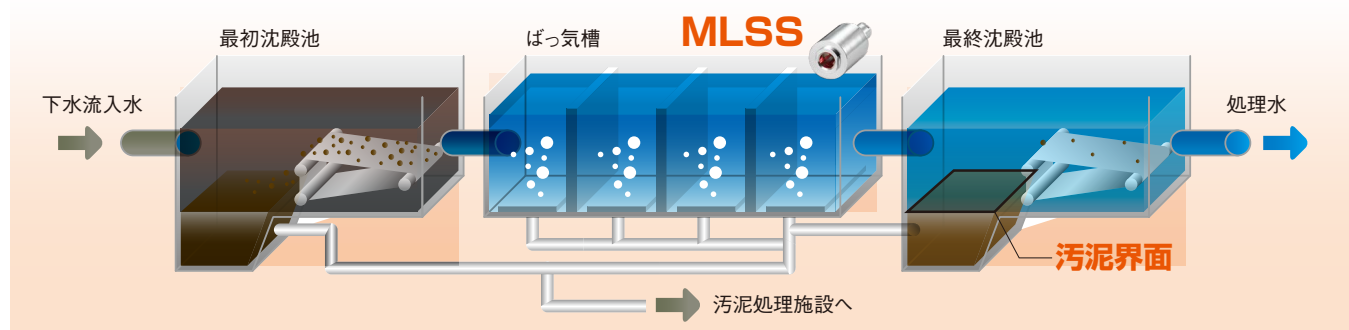 最初沈殿池
ばっ気槽
MLSS
最終沈殿池
下水流入水
処理水
汚泥界面
汚泥処理施設へ